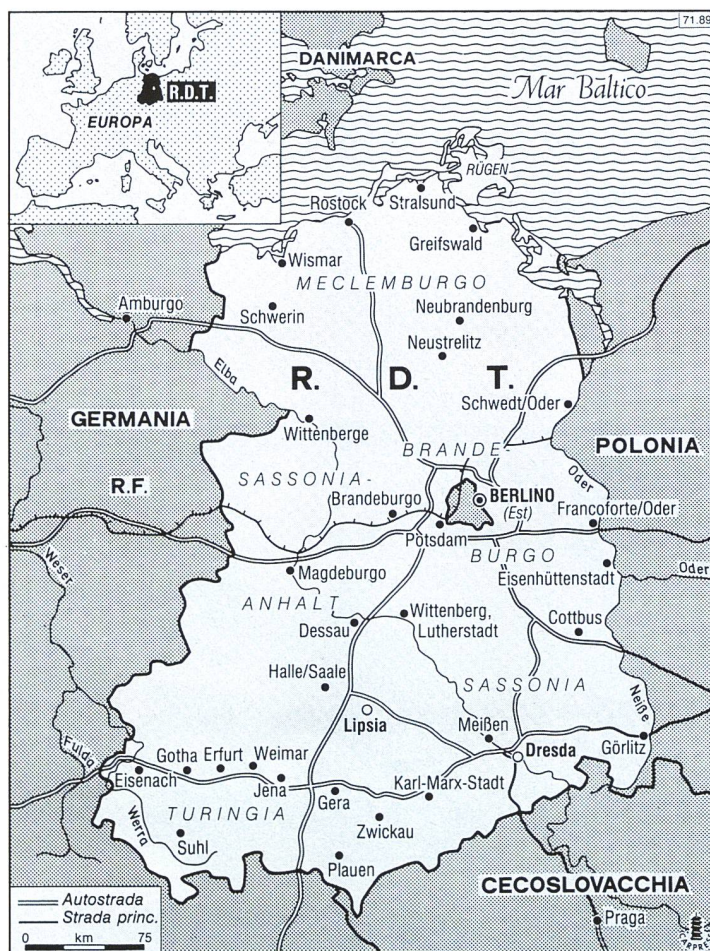 71.89
DANIMARCA
Mar Baltico
R.D.T.
EUROPA
RÜGEN
Stralsund
Rostock
Greifswald
Wismar
MECLEMBURGO
Amburgo
Schwerin
Neubrandenburg
Neustrelitz
Elba
R. D. T.
Schwedt/Oder
GERMANIA
Wittenberge
BRANDE-
POLONIA
R.F.
SASSONIA-
Oder
Brandeburgo
BERLINO
(Est)
Francoforte/Oder
Potsdam
BURGO
Weser
Magdeburgo
Eisenhüttenstadt
Oder
ANHALT
Wittenberg,
Lutherstadt
Dessau
Cottbus
Halle/Saale
SASSONIA
Neiße
Lipsia
Meißen
Fulda
Gotha
Erfurt
Weimar
Dresda
Görlitz
Eisenach
Jena
Karl-Marx-Stadt
Gera
TURINGIA
Werra
Zwickau
Suhl
Plauen
CECOSLOVACCHIA
Autostrada
Strada princ.
0 km 75
Praga
CARPRE